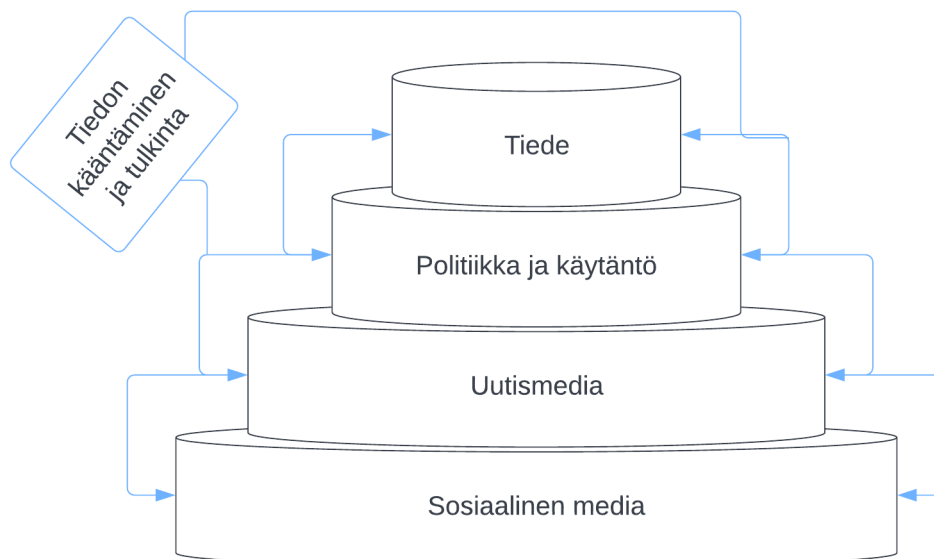 Tiedon
kääntäminen
ja tulkinta
Tiede
Politiikka ja käytäntö
Uutismedia
Sosiaalinen media